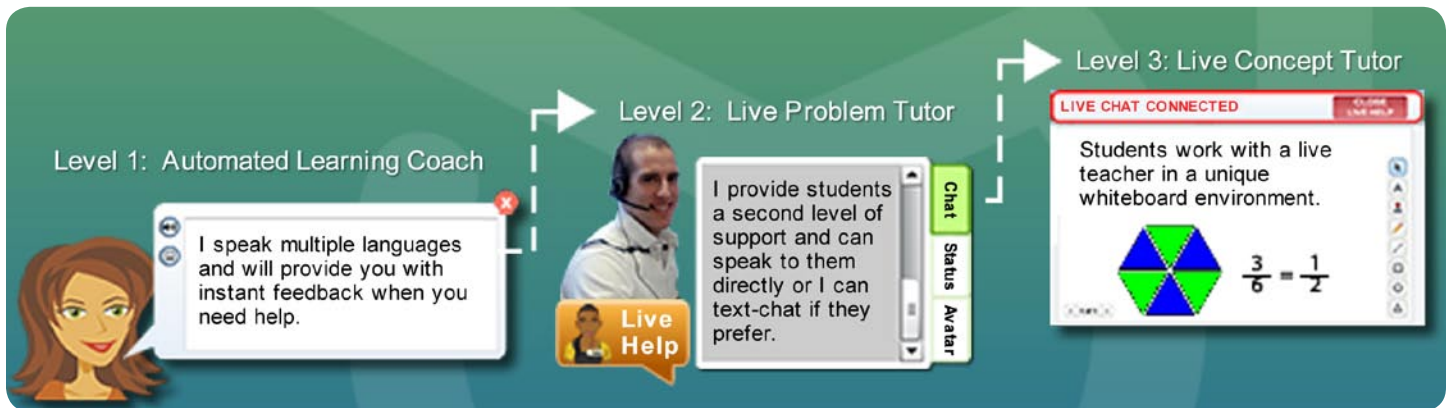 Level 1: Automated Learning Coach
I speak multiple languages
and will provide you with
instant feedback when you
need help.
Level 2: Live Problem Tutor
I provide students
a second level of
support and can
speak to them
directly or I can
text-chat if they
prefer.
Chat
Status
Avatar
Live
Help
Level 3: Live Concept Tutor
LIVE CHAT CONNECTED
CLOSE
LIVE HELP
Students work with a live
teacher in a unique
whiteboard environment.
3/6 = 1/2